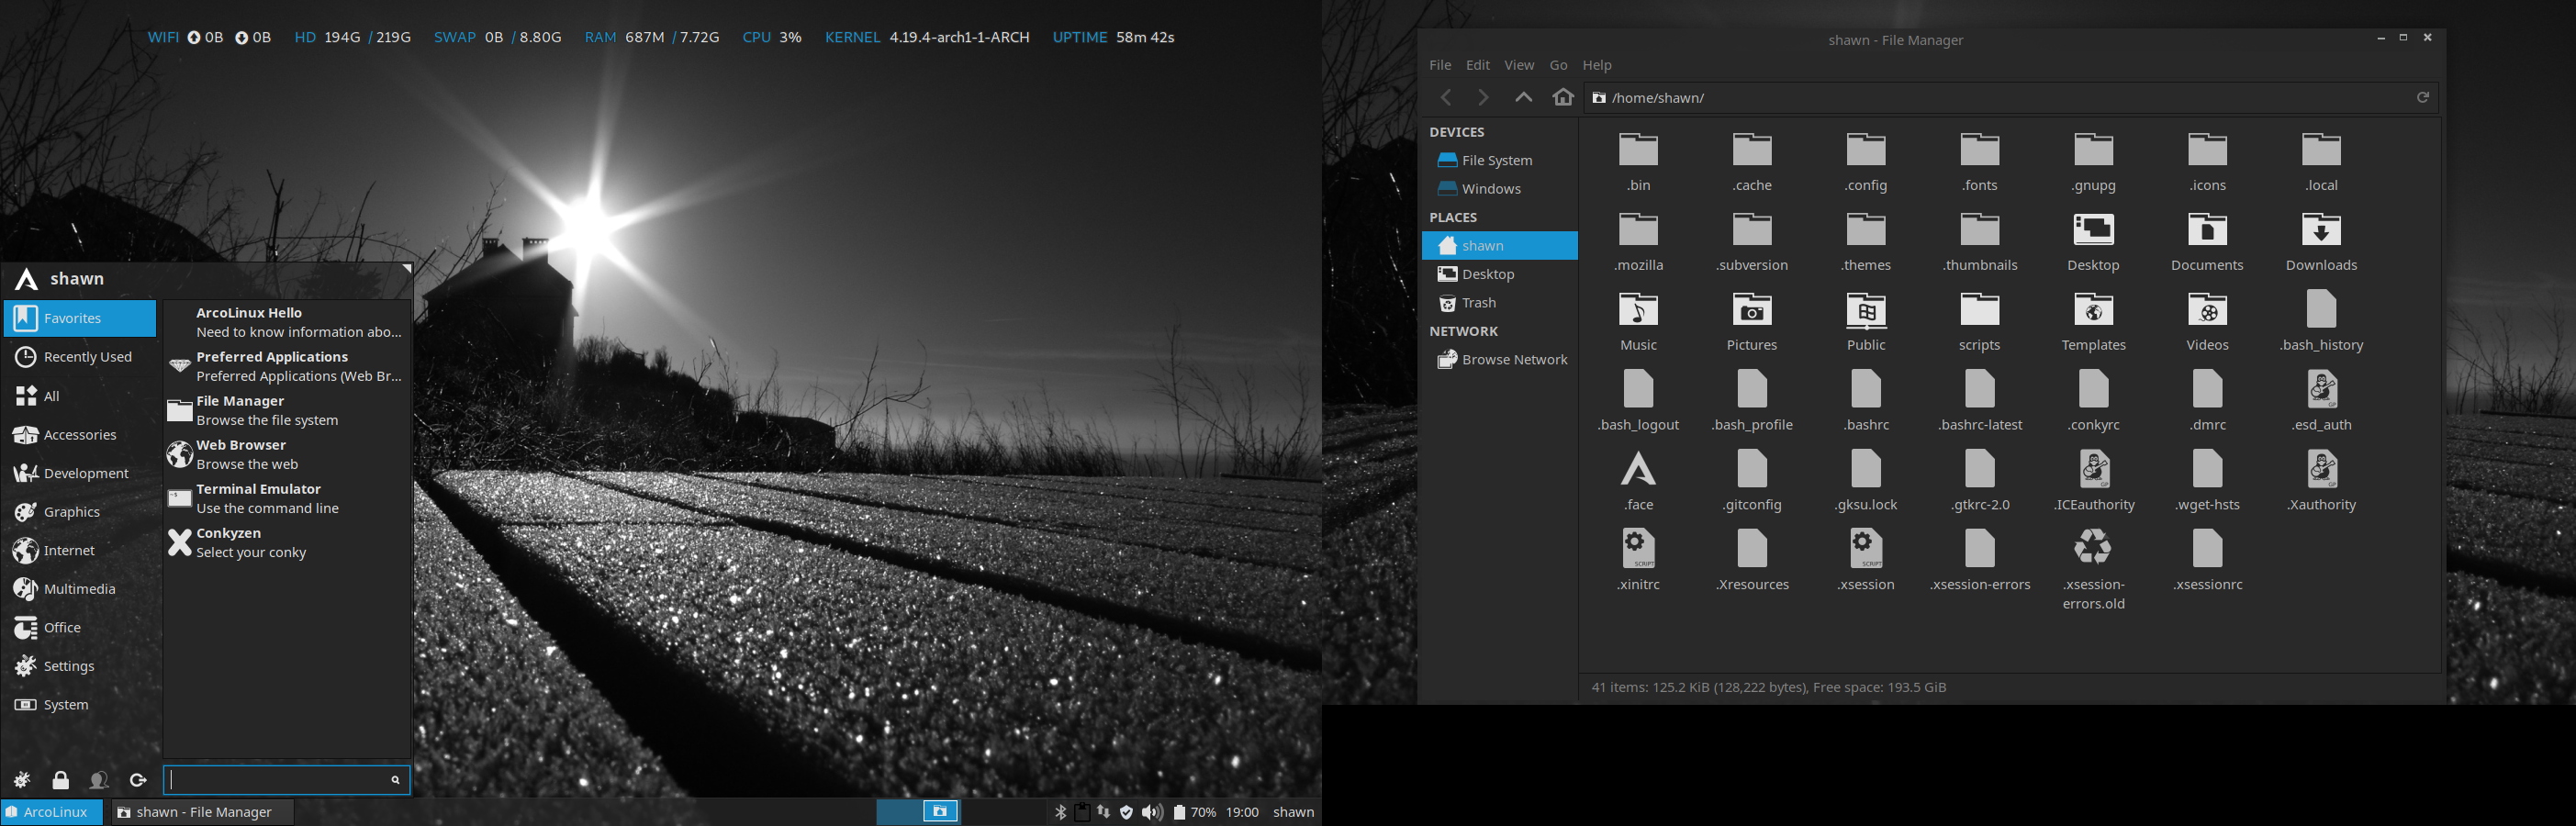 WIFI 0B 0B HD 194G / 219G SWAP 0B / 8.80G RAM 687M / 7.72G CPU 3% KERNEL 4.19.4-arch1-1-ARCH UPTIME 58m 42s
shawn
Favorites
Recently Used
All
Accessories
Development
Graphics
Internet
Multimedia
Office
Settings
System
ArcoLinux Hello
Need to know information abo...
Preferred Applications
Preferred Applications (Web Br...
File Manager
Browse the file system
Web Browser
Browse the web
Terminal Emulator
Use the command line
Conkyzen
Select your conky
ArcoLinux
shawn - File Manager
70% 19:00 shawn
shawn - File Manager
File Edit View Go Help
/home/shawn/
DEVICES
File System
Windows
PLACES
shawn
Desktop
Trash
NETWORK
Browse Network
.bin .cache .config .fonts .gnupg .icons .local
.mozilla .subversion .themes .thumbnails Desktop Documents Downloads
Music Pictures Public scripts Templates Videos .bash_history
.bash_logout .bash_profile .bashrc .bashrc-latest .conkyrc .dmrc .esd_auth
.face .gitconfig .gksu.lock .gtkrc-2.0 .ICEauthority .wget-hsts .Xauthority
.xinitrc .Xresources .xsession .xsession-errors .xsession-errors.old .xsessionrc
GP
GP
GP
SCRIPT
SCRIPT
41 items: 125.2 KiB (128,222 bytes), Free space: 193.5 GiB